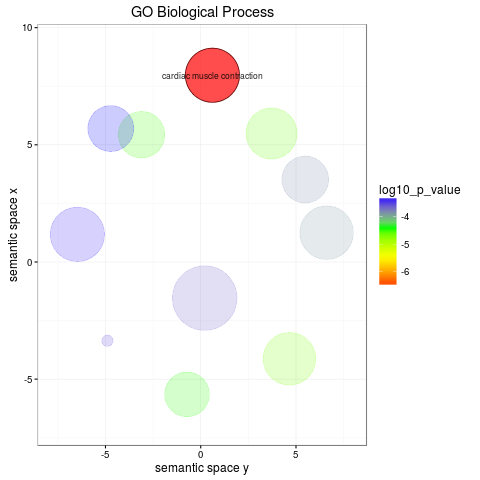 GO Biological Process
10
5
0
-5
cardiac muscle contraction
-5
0
5
semantic space x
semantic space y
log10_p_value
-4
-5
-6